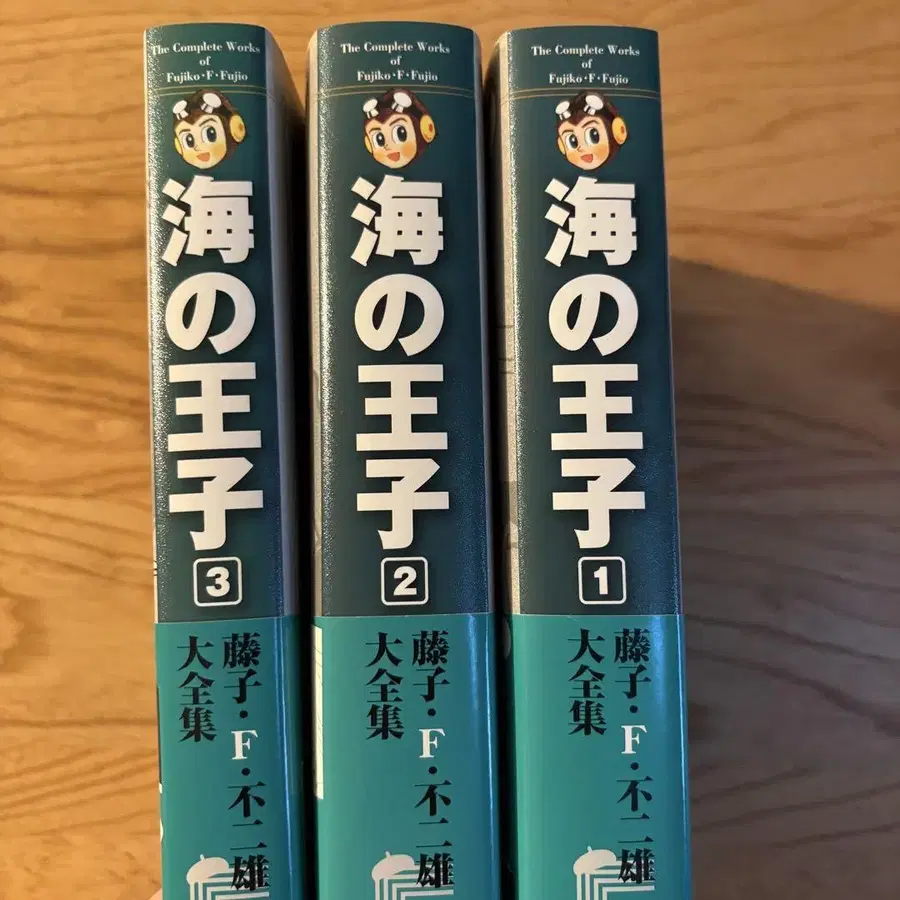 The Complete Works
of
Fujiko・F・Fujio
海の王子
3
藤子・F・不二雄
大全集
The Complete Works
of
Fujiko・F・Fujio
海の王子
2
藤子・F・不二雄
大全集
The Complete Works
of
Fujiko・F・Fujio
海の王子
1
藤子・F・不二雄
大全集